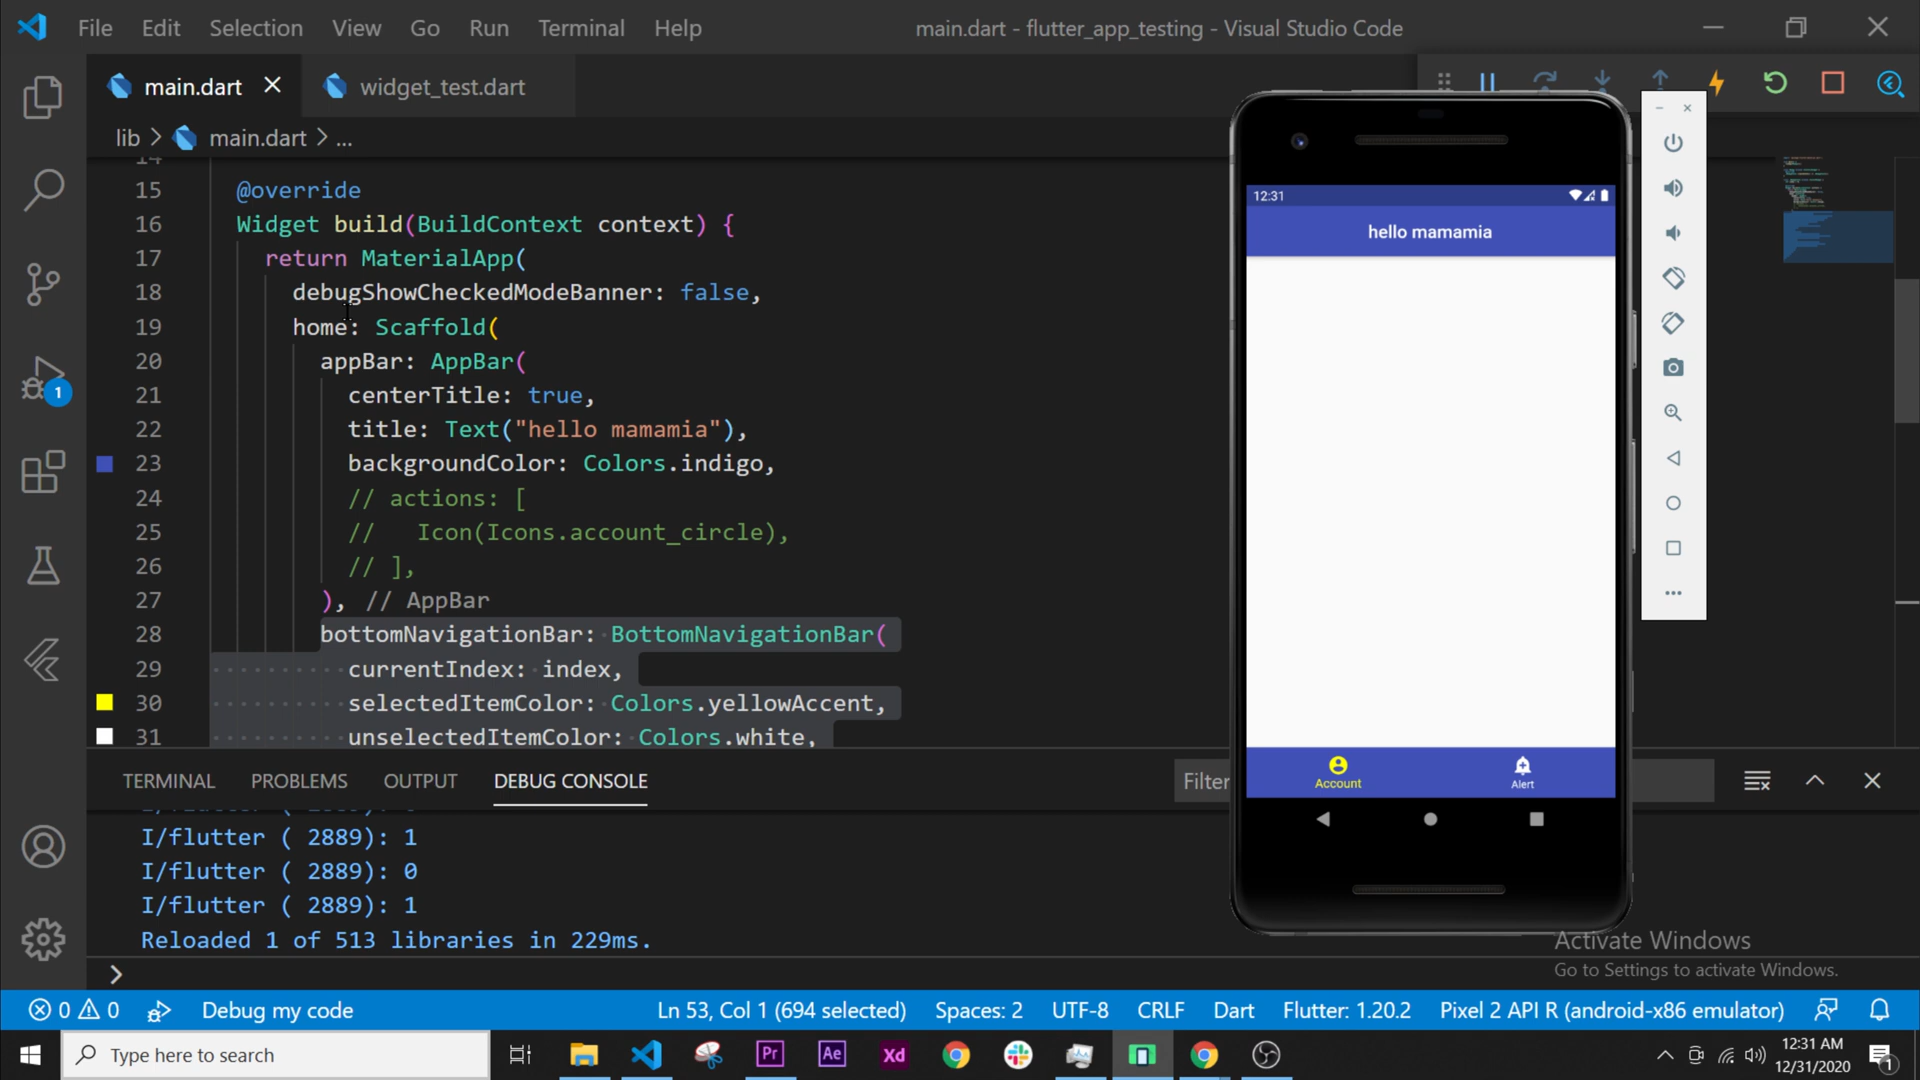 File Edit Selection View Go Run Terminal Help
main.dart - flutter_app_testing - Visual Studio Code
main.dart
widget_test.dart
lib > main.dart > ...
14
15 @override
16 Widget build(BuildContext context) {
17 return MaterialApp(
18 debugShowCheckedModeBanner: false,
19 home: Scaffold(
20 appBar: AppBar(
21 centerTitle: true,
22 title: Text("hello mamamia"),
23 backgroundColor: Colors.indigo,
24 // actions: [
25 //   Icon(Icons.account_circle),
26 // ],
27 ), // AppBar
28 bottomNavigationBar: BottomNavigationBar(
29 currentIndex: index,
30 selectedItemColor: Colors.yellowAccent,
31 unselectedItemColor: Colors.white,
12:31
hello mamamia
Account
Alert
TERMINAL PROBLEMS OUTPUT DEBUG CONSOLE
Filter
I/flutter ( 2889): 1
I/flutter ( 2889): 0
I/flutter ( 2889): 1
Reloaded 1 of 513 libraries in 229ms.
>
1
Activate Windows
Go to Settings to activate Windows.
0 0 Debug my code
Ln 53, Col 1 (694 selected) Spaces: 2 UTF-8 CRLF Dart Flutter: 1.20.2 Pixel 2 API R (android-x86 emulator)
Type here to search
Pr Ae Xd
12:31 AM
12/31/2020
1